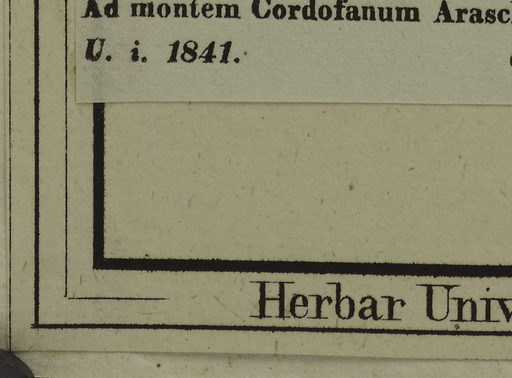 Ad montem Cordofanum Arasc
U. i. 1841.
Herbar Univ